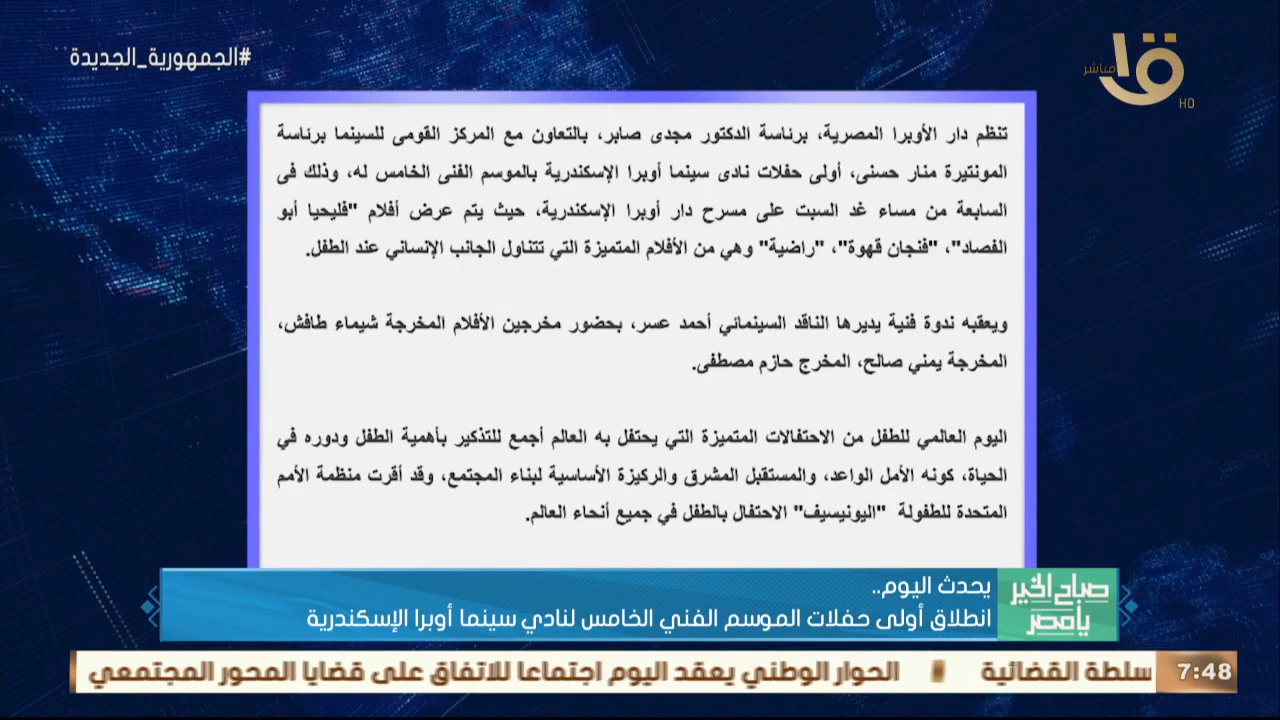 #الجمهورية_الجديدة
مباشر
HD
تنظم دار الأوبرا المصرية، برئاسة الدكتور مجدى صابر، بالتعاون مع المركز القومى للسينما برئاسة
المونتيرة منار حسنى، أولى حفلات نادى سينما أوبرا الإسكندرية بالموسم الفنى الخامس له، وذلك فى
السابعة من مساء غد السبت على مسرح دار أوبرا الإسكندرية، حيث يتم عرض أفلام "فليحيا أبو
الفصاد"، "فنجان قهوة"، "راضية" وهي من الأفلام المتميزة التي تتناول الجانب الإنساني عند الطفل.
ويعقبه ندوة فنية يديرها الناقد السينمائي أحمد عسر، بحضور مخرجين الأفلام المخرجة شيماء طافش،
المخرجة يمني صالح، المخرج حازم مصطفى.
اليوم العالمي للطفل من الاحتفالات المتميزة التي يحتفل به العالم أجمع للتذكير بأهمية الطفل ودوره في
الحياة، كونه الأمل الواعد، والمستقبل المشرق والركيزة الأساسية لبناء المجتمع، وقد أقرت منظمة الأمم
المتحدة للطفولة "اليونيسيف" الاحتفال بالطفل في جميع أنحاء العالم.
صباح الخير
يا مصر
يحدث اليوم..
انطلاق أولى حفلات الموسم الفني الخامس لنادي سينما أوبرا الإسكندرية
7:48
سلطة القضائية
الحوار الوطني يعقد اليوم اجتماعا للاتفاق على قضايا المحور المجتمعي